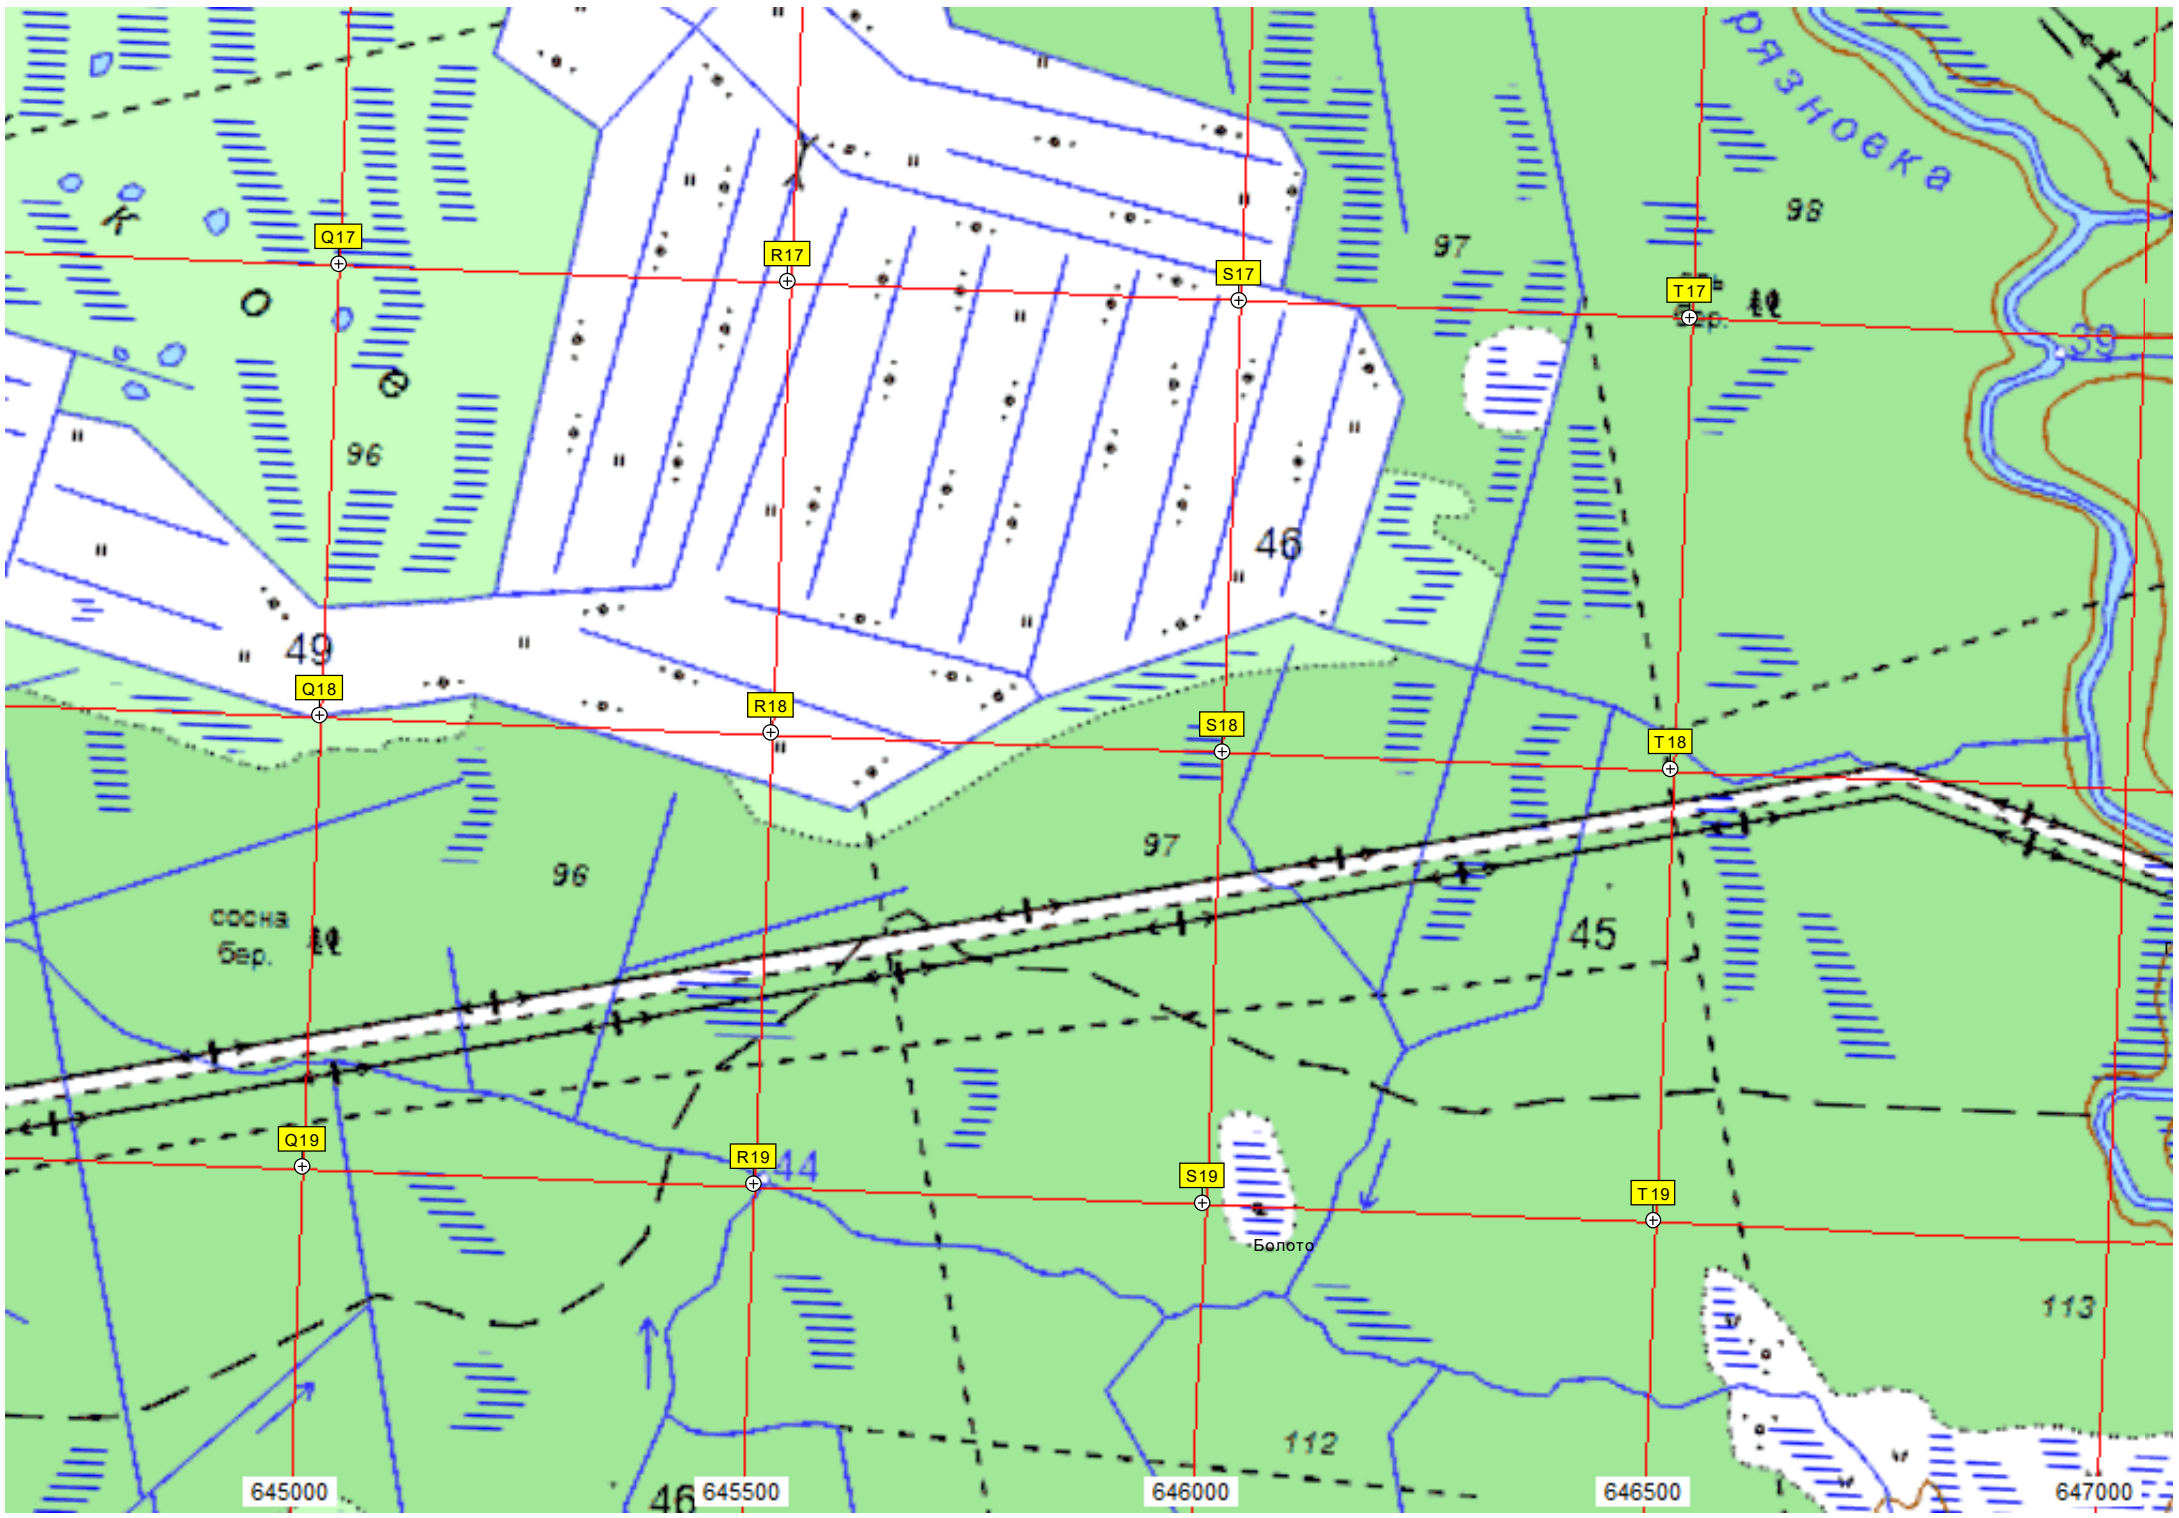 рязновка
98
97
Q17
R17
S17
T17
К
О
39
96
бер.
46
49
Q18
R18
S18
T18
97
96
45
сосна
бер.
Q19
R19
44
S19
T19
Болото
113
112
46
645000
645500
646000
646500
647000